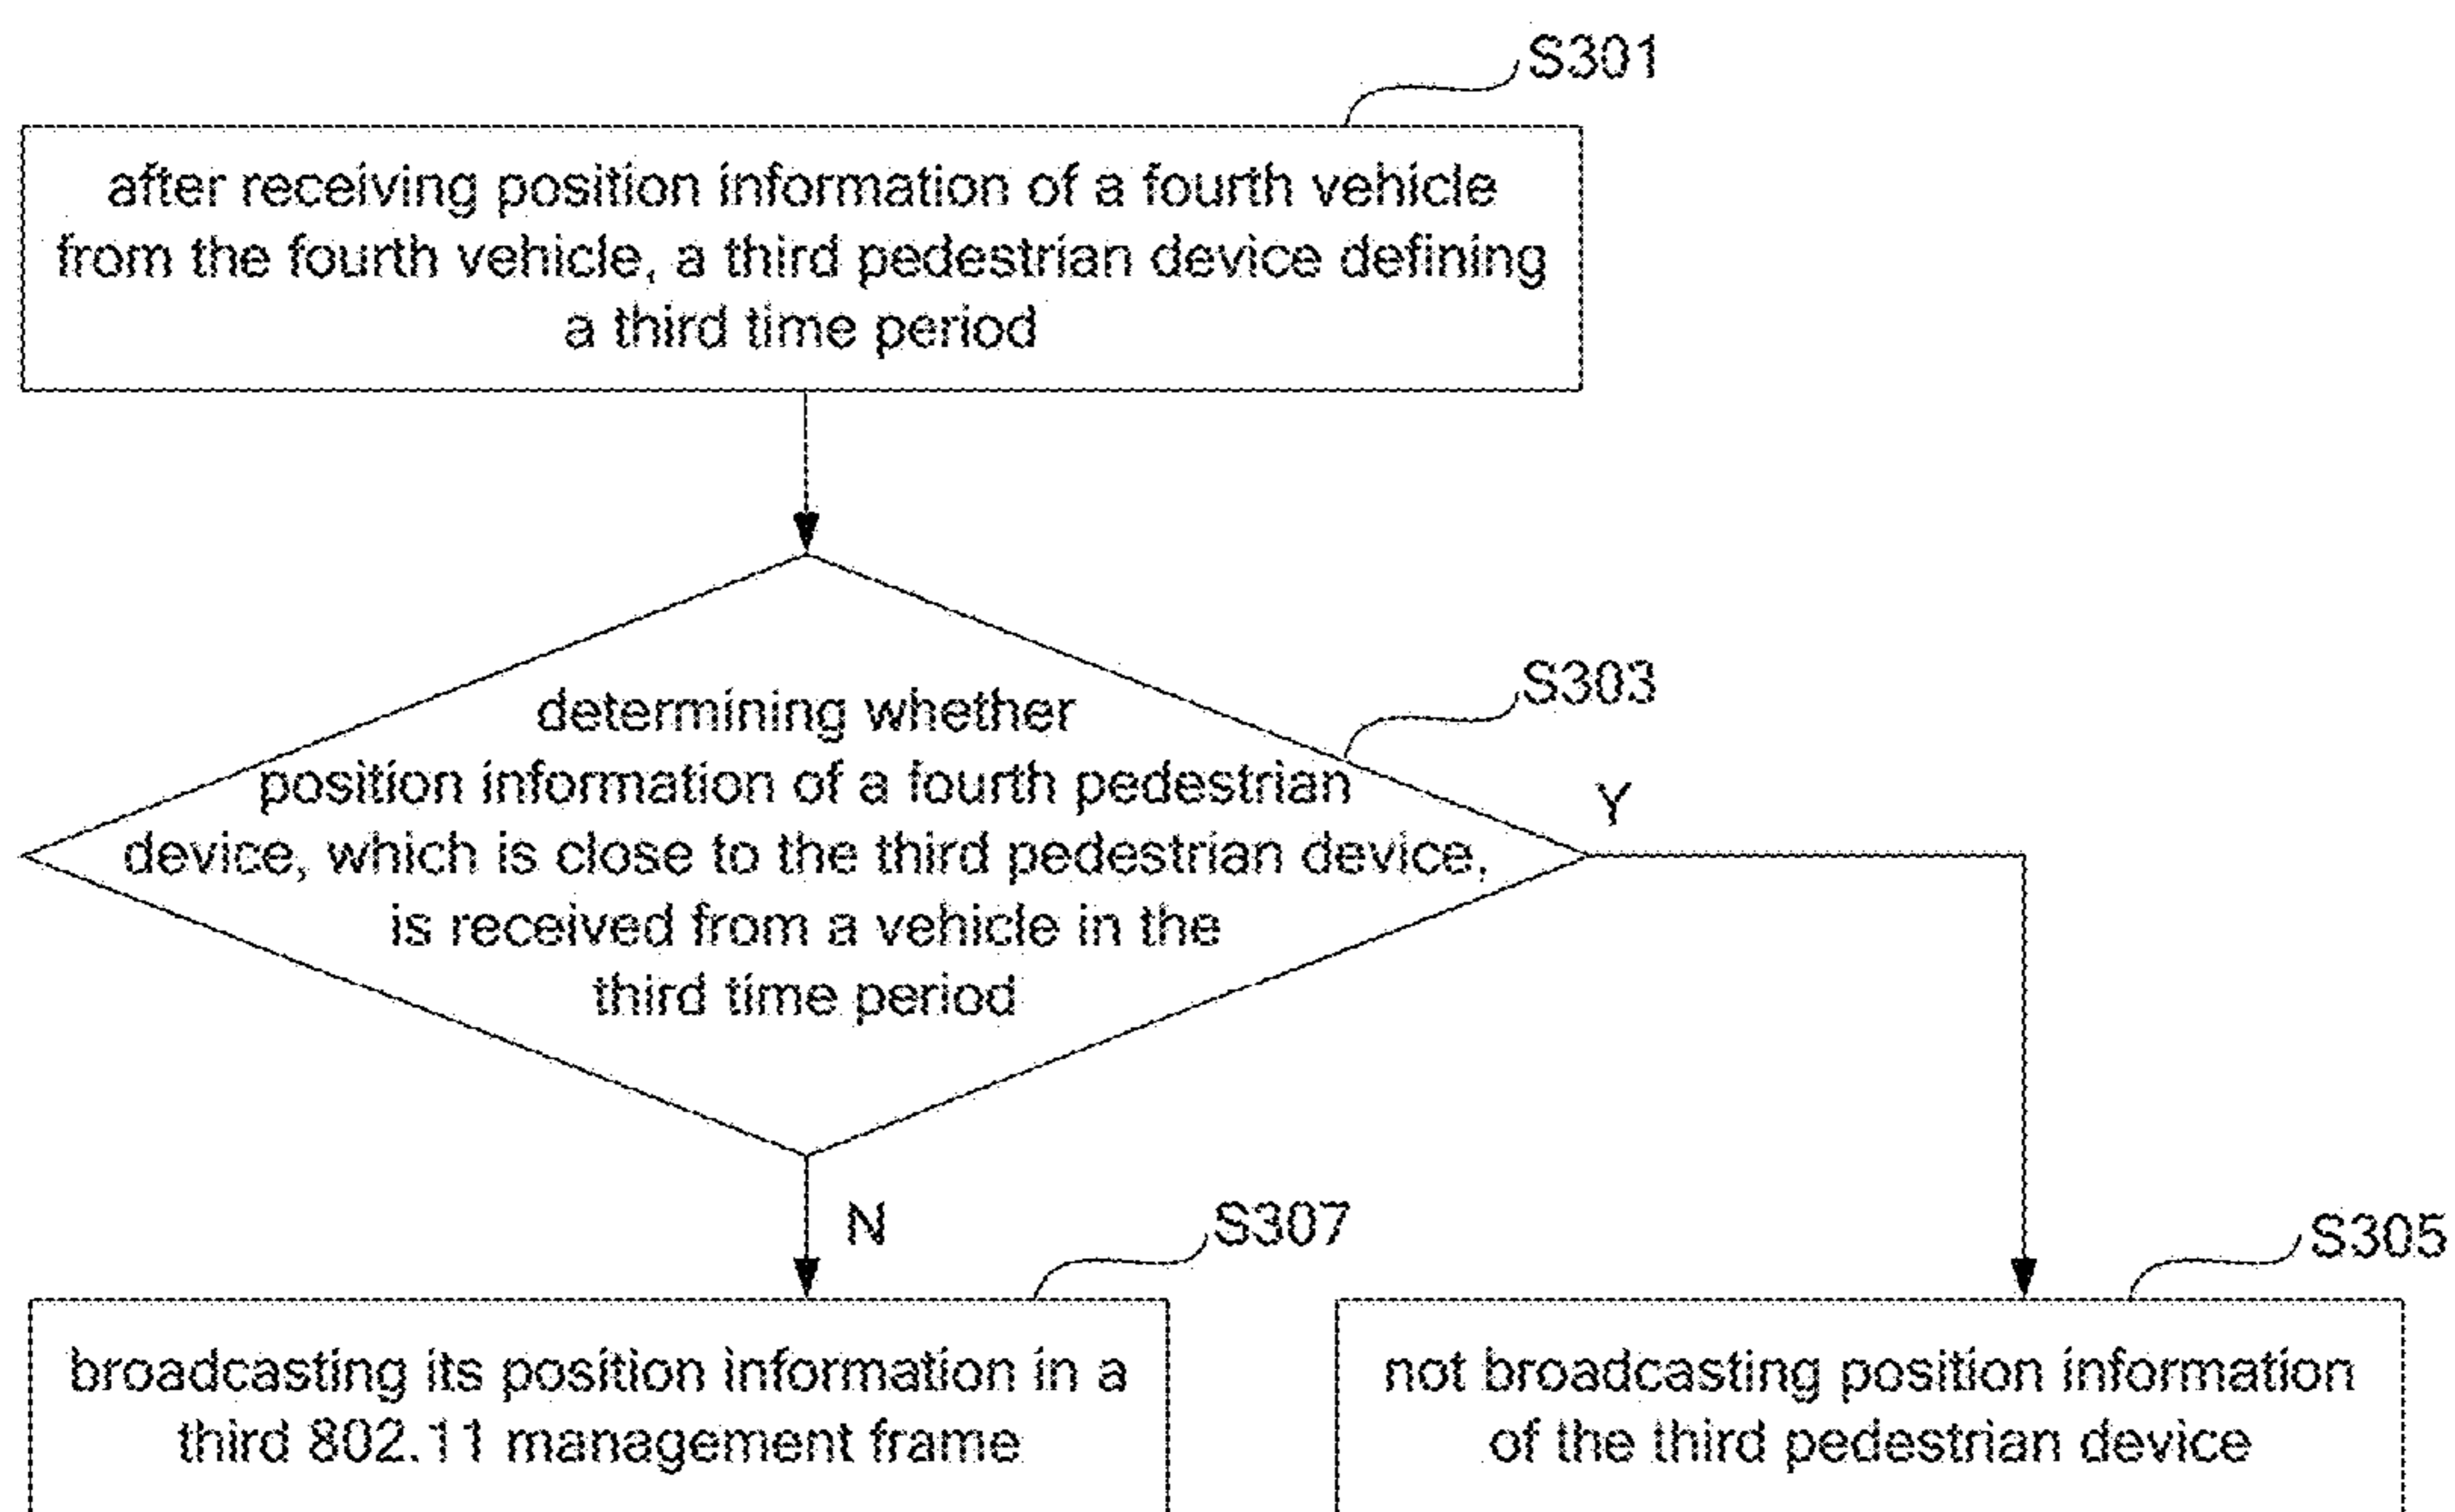 S301
after receiving position information of a fourth vehicle
from the fourth vehicle, a third pedestrian device defining
a third time period
S303
determining whether
position information of a fourth pedestrian
device, which is close to the third pedestrian device,
is received from a vehicle in the
third time period
Y
N
S307
S305
broadcasting its position information in a
third 802.11 management frame
not broadcasting position information
of the third pedestrian device